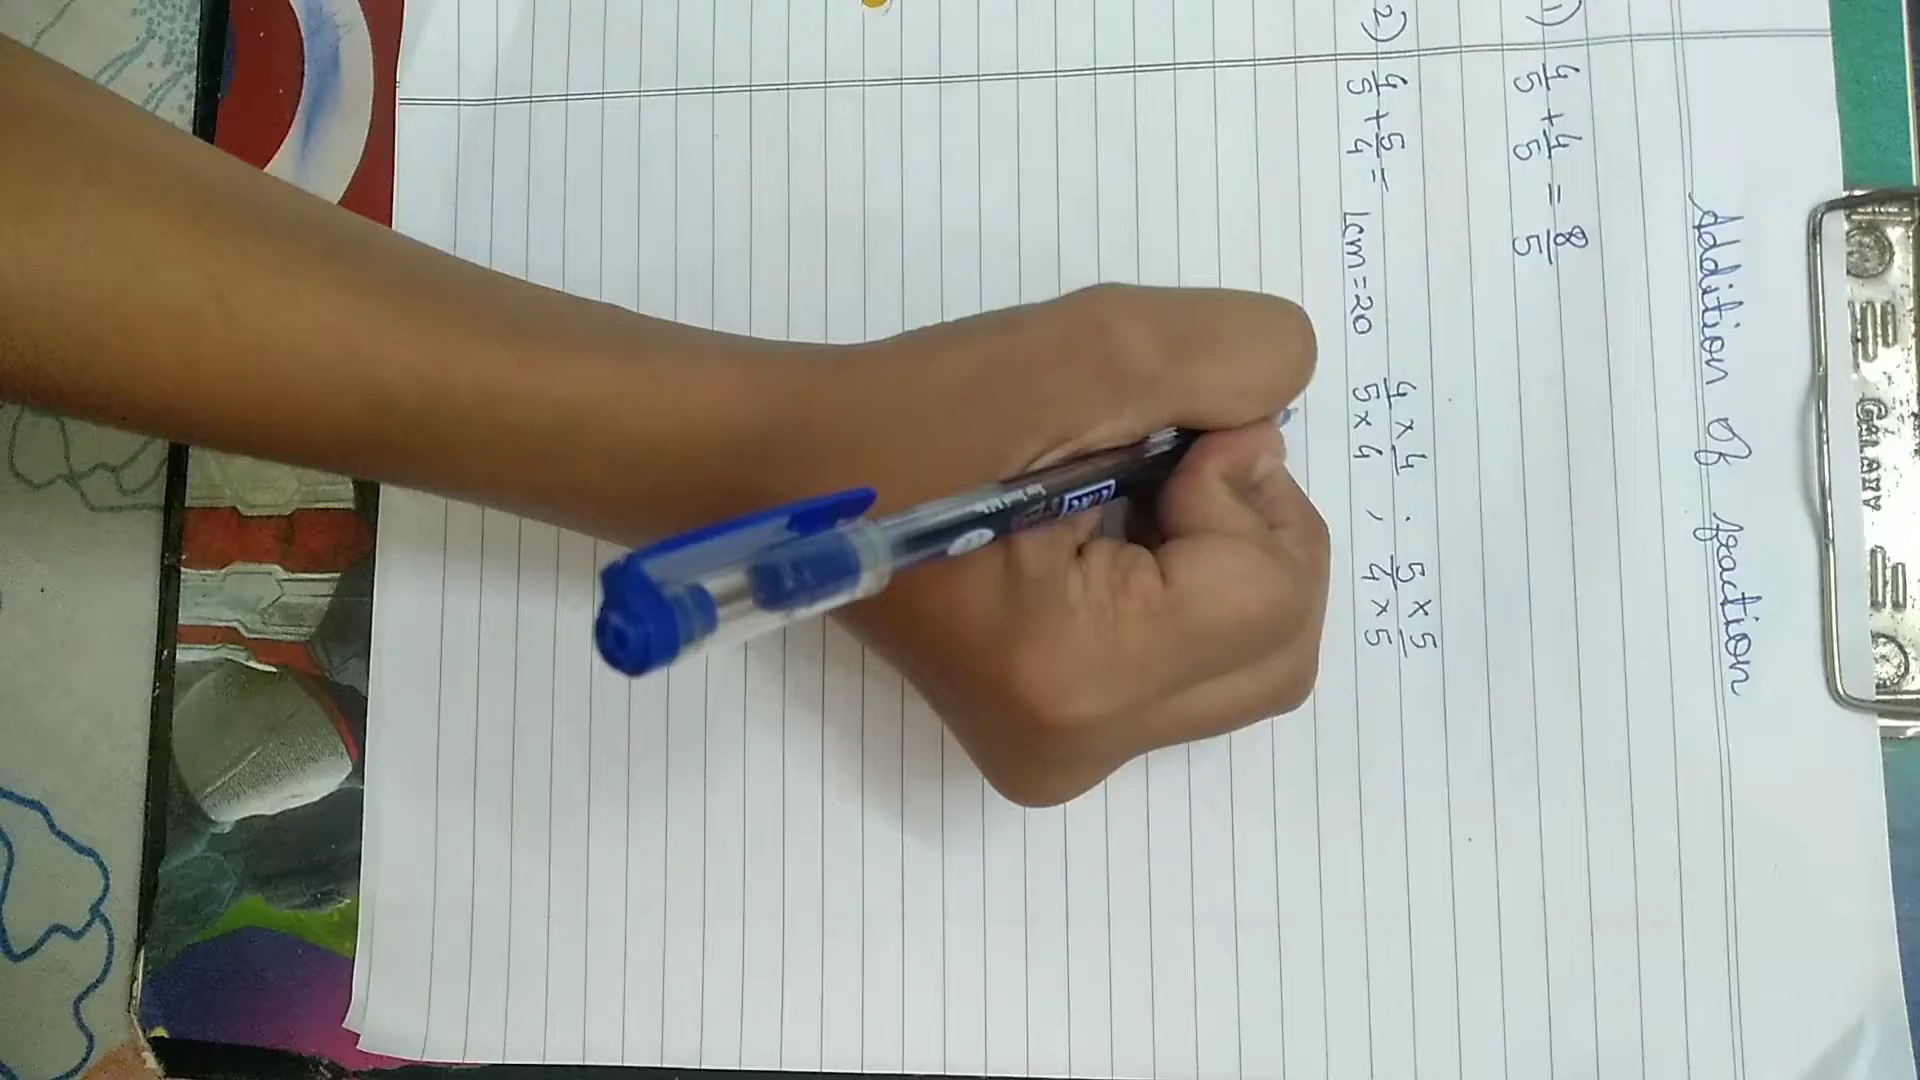 Addition of fraction
1) 4/5 + 4/5 = 8/5
2) 4/5 + 5/4 = Lcm = 20 4/5 × 4/4 ; 5/4 × 5/5
GALAXY